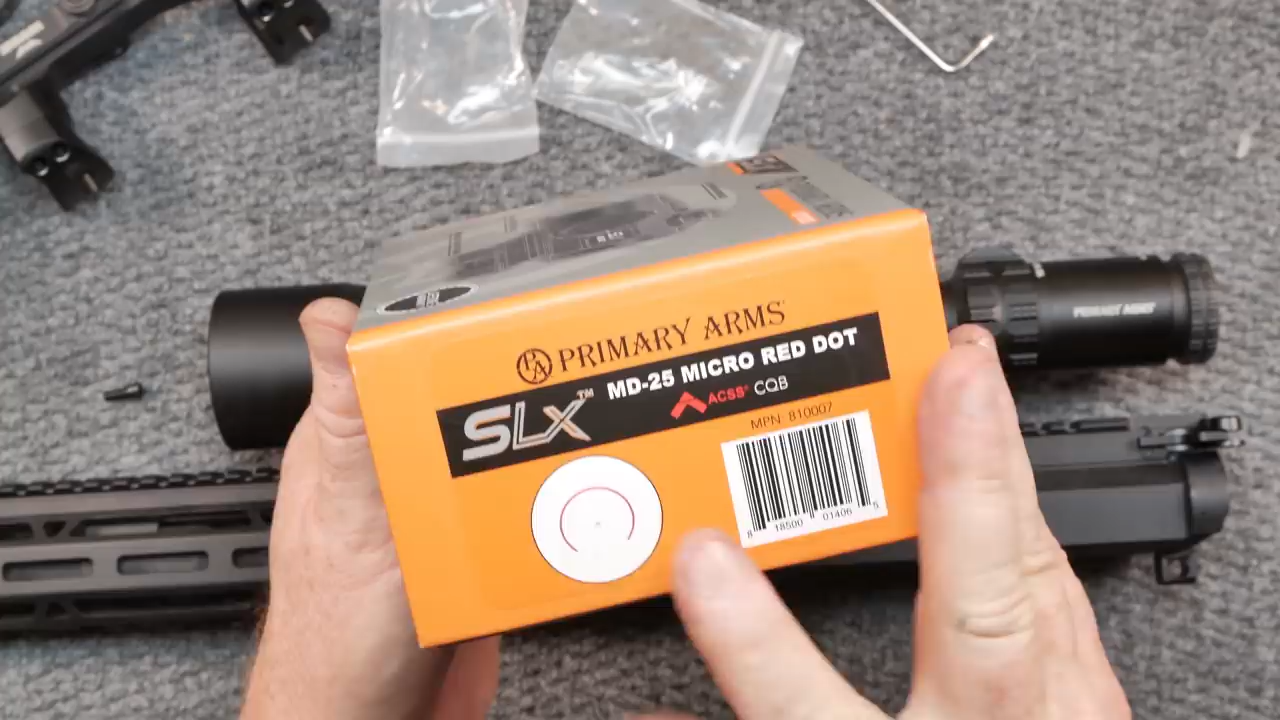 PRIMARY ARMS
SLX™ MD-25 MICRO RED DOT
ACSS® CQB
MPN: 810007
8 18500 01406 5
PRIMARY ARMS